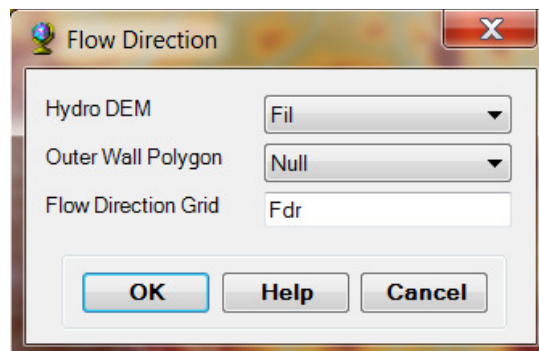 Flow Direction
Hydro DEM Fil
Outer Wall Polygon Null
Flow Direction Grid Fdr
OK Help Cancel